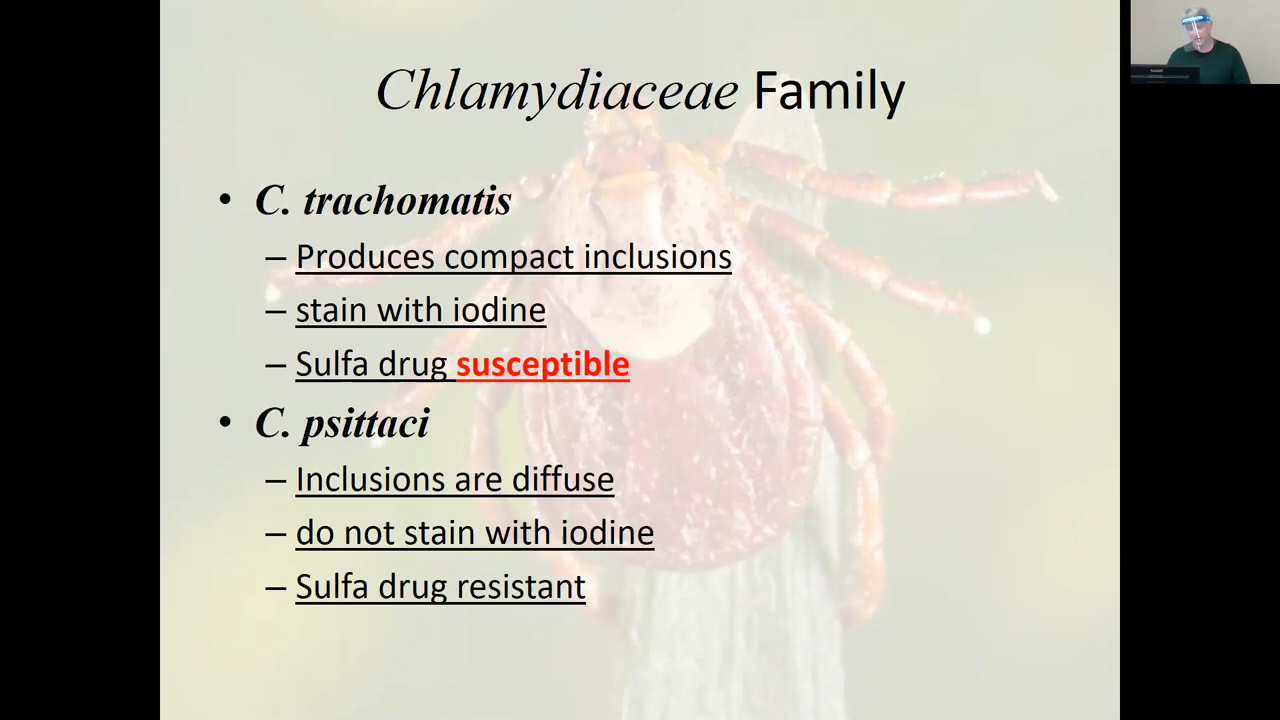 Chlamydiaceae Family
• C. trachomatis
– Produces compact inclusions
– stain with iodine
– Sulfa drug susceptible
• C. psittaci
– Inclusions are diffuse
– do not stain with iodine
– Sulfa drug resistant